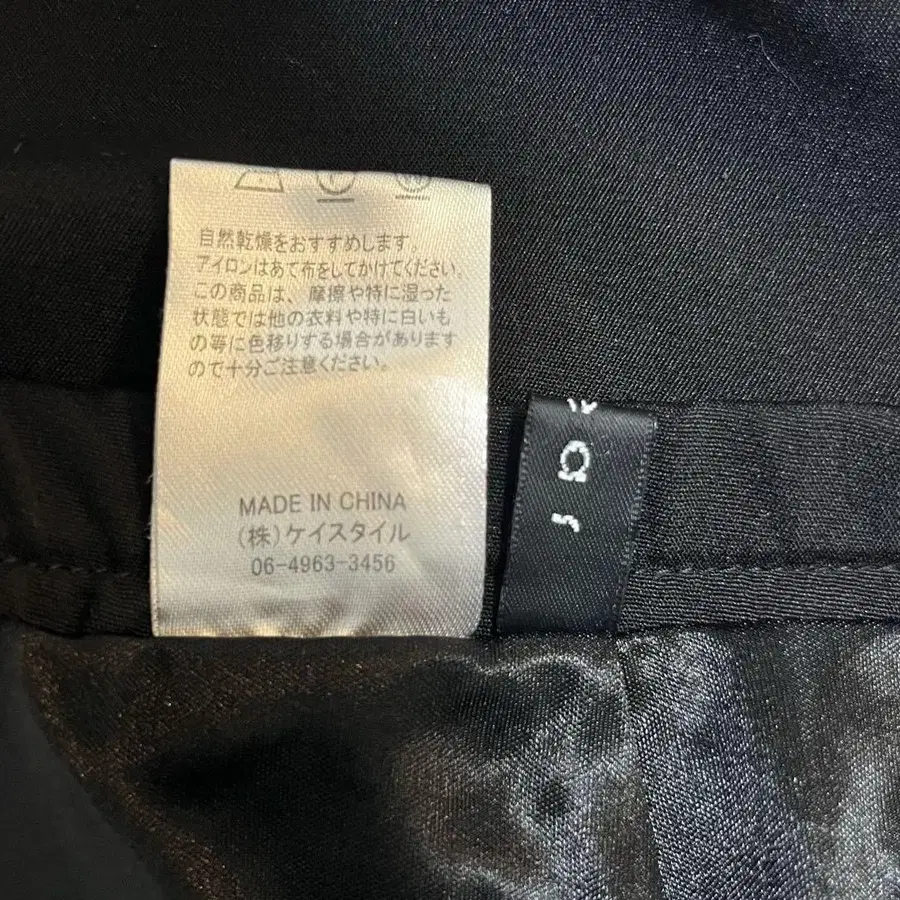 自然乾燥をおすすめします。
アイロンはあて布をしてかけてください。
この商品は、摩擦や特に湿った
状態では他の衣料や特に白いも
の等に色移りする場合があります
ので十分ご注意ください。
MADE IN CHINA
(株)ケイスタイル
06-4963-3456